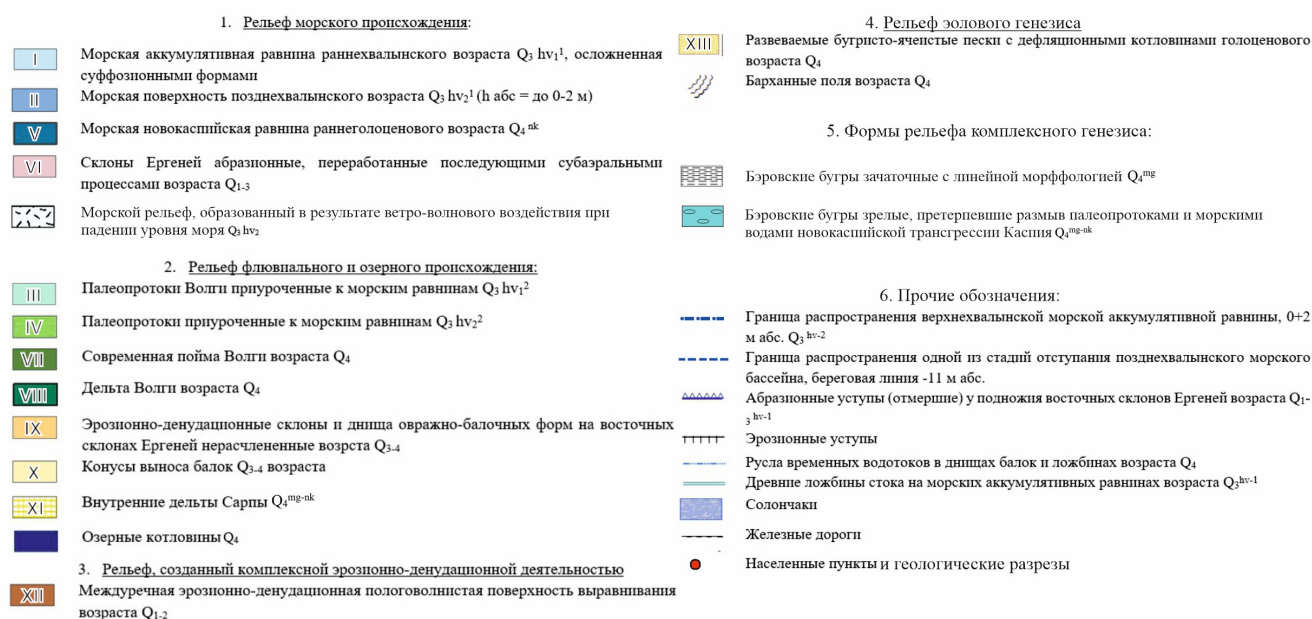 1. Рельеф морского происхождения:
I Морская аккумулятивная равнина раннехвалынского возраста Q₃ hv₁¹, осложненная
суффозионными формами
II Морская поверхность позднехвалынского возраста Q₃ hv₂¹ (h абс = до 0-2 м)
V Морская новокаспийская равнина раннеголоценового возраста Q₄ ⁿᵏ
VI Склоны Ергеней абразионные, переработанные последующими субаэральными
процессами возраста Q₁₋₃
Морской рельеф, образованный в результате ветро-волнового воздействия при
падении уровня моря Q₃ hv₂
2. Рельеф флювиального и озерного происхождения:
III Палеопротоки Волги приуроченные к морским равнинам Q₃ hv₁²
IV Палеопротоки приуроченные к морским равнинам Q₃ hv₂²
VII Современная пойма Волги возраста Q₄
VIII Дельта Волги возраста Q₄
IX Эрозионно-денудационные склоны и днища овражно-балочных форм на восточных
склонах Ергеней нерасчлененные возрста Q₃₋₄
X Конусы выноса балок Q₃₋₄ возраста
XI Внутренние дельты Сарпы Q₄ᵐᵍ⁻ⁿᵏ
Озерные котловины Q₄
3. Рельеф, созданный комплексной эрозионно-денудационной деятельностью
XII Междуречная эрозионно-денудационная пологоволнистая поверхность выравнивания
возраста Q₁₋₂
4. Рельеф эолового генезиса
XIII Развеваемые бугристо-ячеистые пески с дефляционными котловинами голоценового
возраста Q₄
Барханные поля возраста Q₄
5. Формы рельефа комплексного генезиса:
Бэровские бугры зачаточные с линейной морффологией Q₄ᵐᵍ
Бэровские бугры зрелые, претерпевшие размыв палеопротоками и морскими
водами новокаспийской трансгрессии Каспия Q₄ᵐᵍ⁻ⁿᵏ
6. Прочие обозначения:
Граница распространения верхнехвалынской морской аккумулятивной равнины, 0+2
м абс. Q₃ ʰᵛ⁻²
Граница распространения одной из стадий отступания позднехвалынского морского
бассейна, береговая линия -11 м абс.
Абразионные уступы (отмершие) у подножия восточных склонов Ергеней возраста Q₁₋
₃ ʰᵛ⁻¹
Эрозионные уступы
Русла временных водотоков в днищах балок и ложбинах возраста Q₄
Древние ложбины стока на морских аккумулятивных равнинах возраста Q₃ʰᵛ⁻¹
Солончаки
Железные дороги
Населенные пункты и геологические разрезы